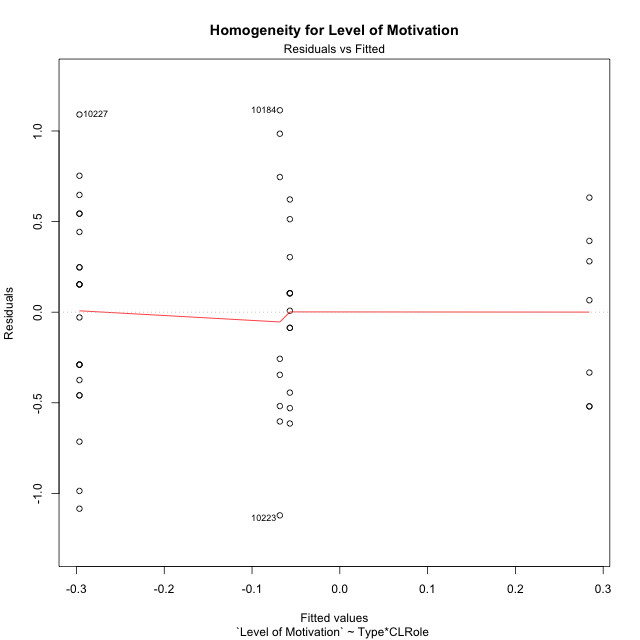 Homogeneity for Level of Motivation
Residuals vs Fitted
Residuals
1.0
0.5
0.0
-0.5
-1.0
10227
10184
10223
-0.3 -0.2 -0.1 0.0 0.1 0.2 0.3
Fitted values
`Level of Motivation` ~ Type*CLRole